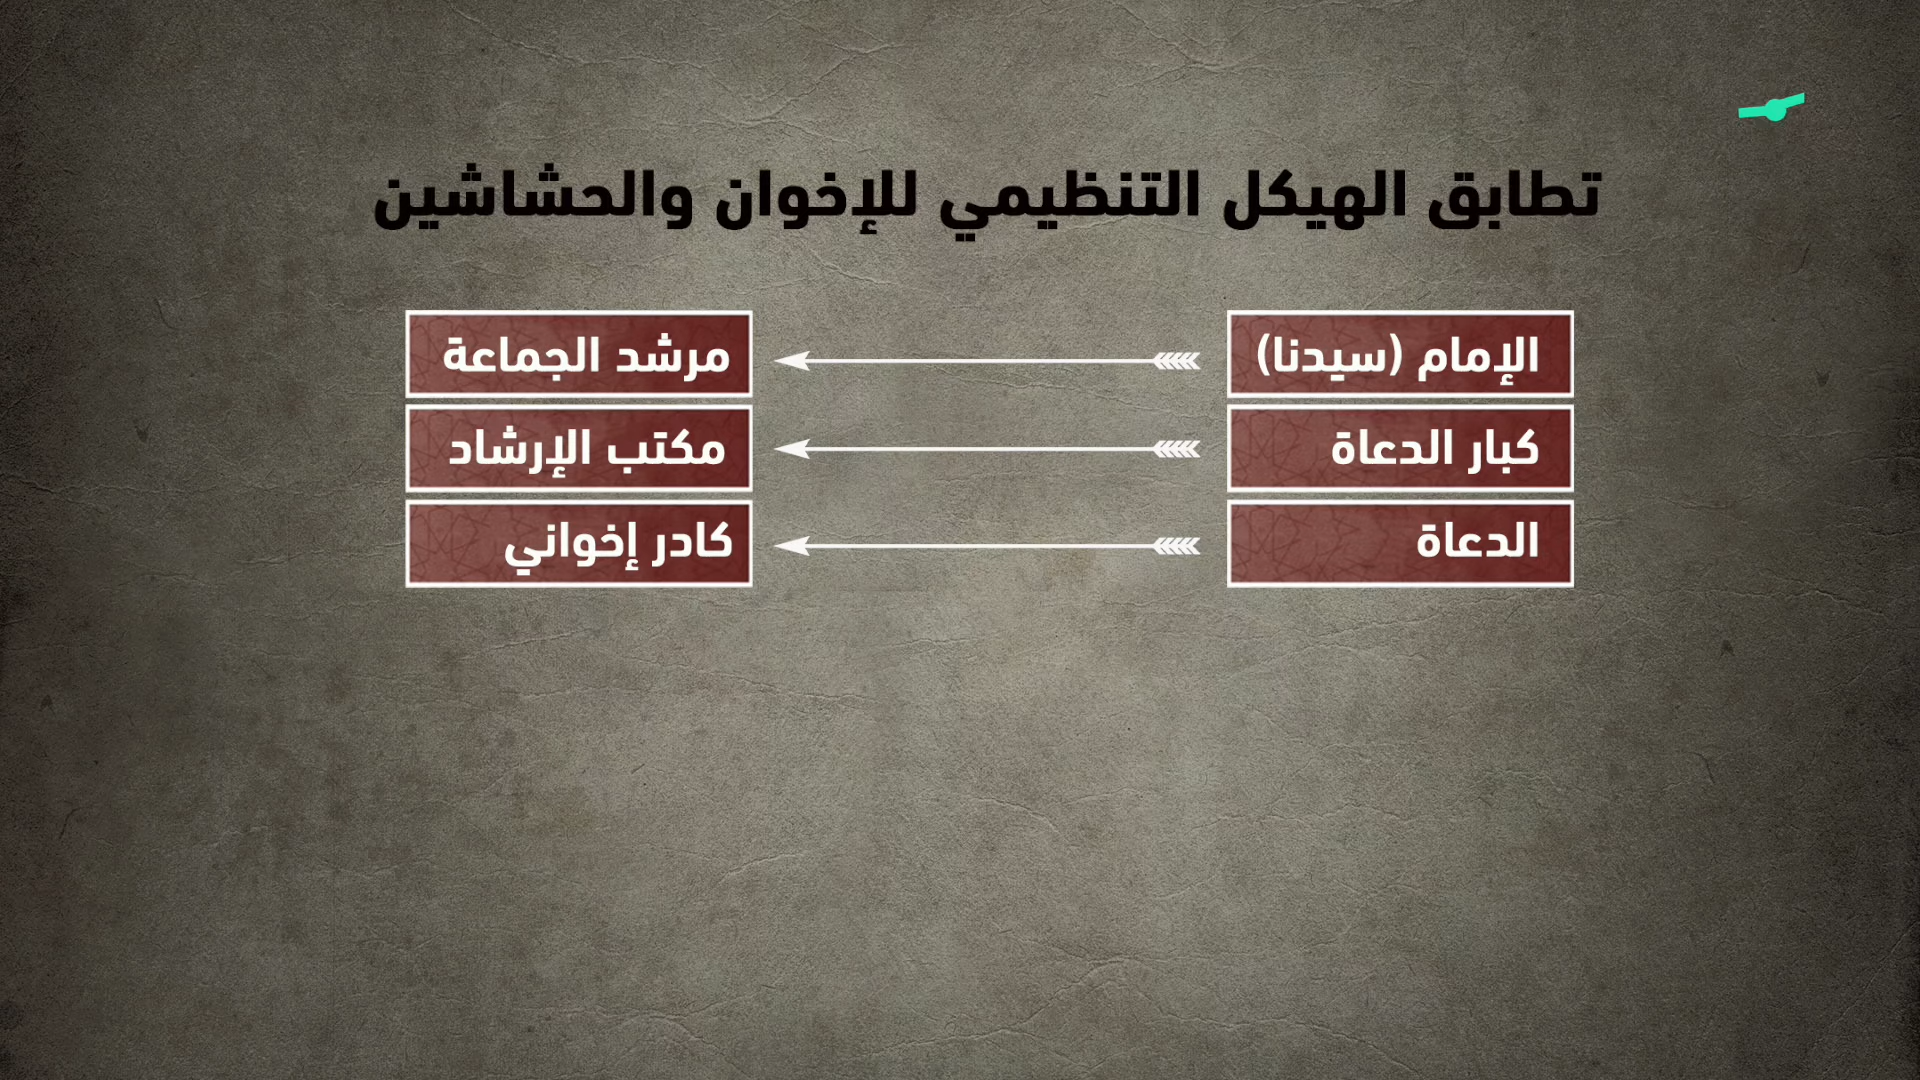 تطابق الهيكل التنظيمي للإخوان والحشاشين
الإمام (سيدنا)
مرشد الجماعة
كبار الدعاة
مكتب الإرشاد
الدعاة
كادر إخواني